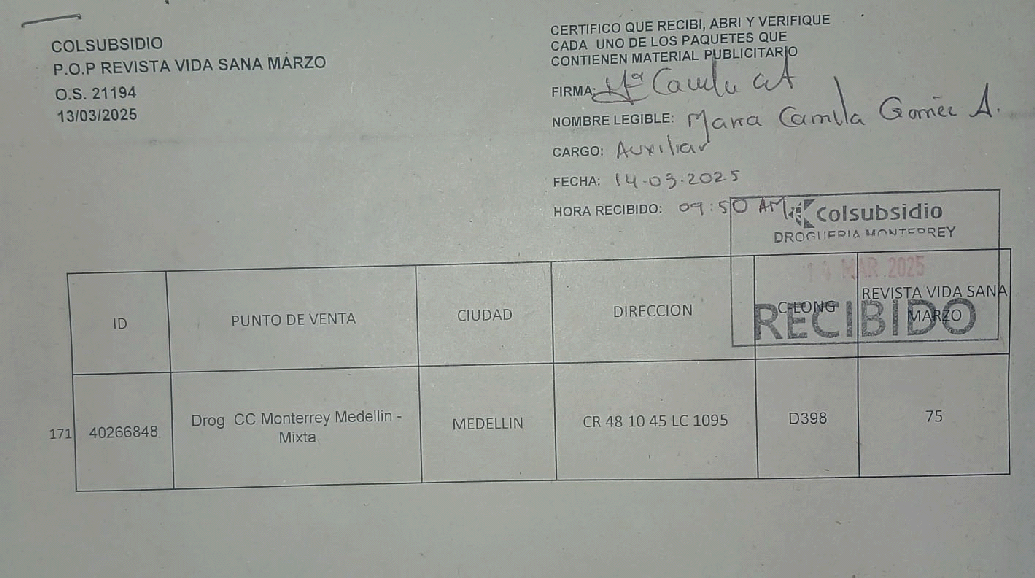 COLSUBSIDIO
P.O.P REVISTA VIDA SANA MARZO
O.S. 21194
13/03/2025
CERTIFICO QUE RECIBI, ABRI Y VERIFIQUE
CADA UNO DE LOS PAQUETES QUE
CONTIENEN MATERIAL PUBLICITARIO
FIRMA: Mª
NOMBRE LEGIBLE: Maria Camila Gomez A.
CARGO: Auxiliar
FECHA: 14-03-2025
HORA RECIBIDO: 09:50 AM
Colsubsidio
DROGUERIA MONTERREY
MAR 2025
RECIBIDO
ID
PUNTO DE VENTA
CIUDAD
DIRECCION
C-LONG
REVISTA VIDA SANA
MARZO
171
40266848
Drog CC Monterrey Medellin -
Mixta
MEDELLIN
CR 48 10 45 LC 1095
D398
75